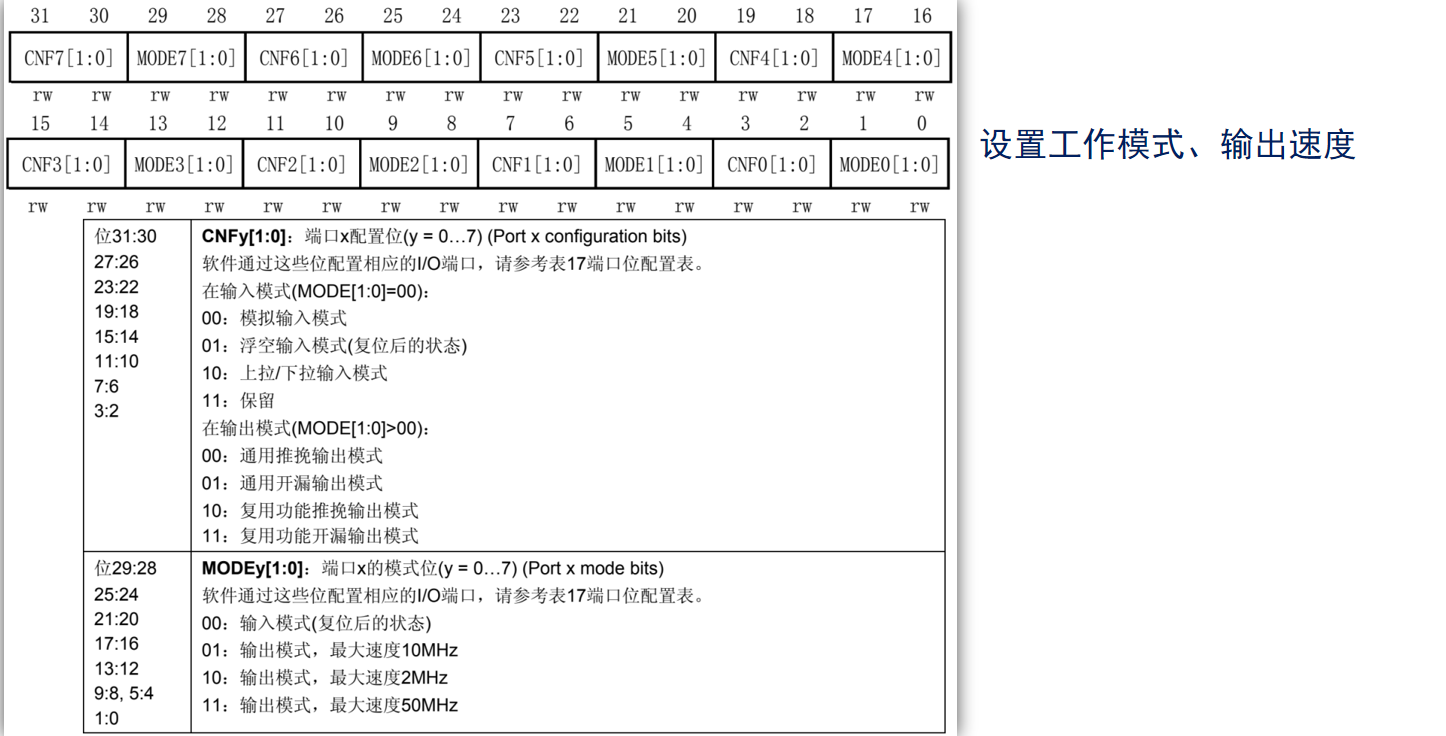 31 30 29 28 27 26 25 24 23 22 21 20 19 18 17 16
CNF7[1:0] MODE7[1:0] CNF6[1:0] MODE6[1:0] CNF5[1:0] MODE5[1:0] CNF4[1:0] MODE4[1:0]
rw rw rw rw rw rw rw rw rw rw rw rw rw rw rw rw
15 14 13 12 11 10 9 8 7 6 5 4 3 2 1 0
CNF3[1:0] MODE3[1:0] CNF2[1:0] MODE2[1:0] CNF1[1:0] MODE1[1:0] CNF0[1:0] MODE0[1:0]
rw rw rw rw rw rw rw rw rw rw rw rw rw rw rw rw
设置工作模式、输出速度
位31:30
27:26
23:22
19:18
15:14
11:10
7:6
3:2
CNFy[1:0]：端口x配置位(y = 0…7) (Port x configuration bits)
软件通过这些位配置相应的I/O端口，请参考表17端口位配置表。
在输入模式(MODE[1:0]=00)：
00：模拟输入模式
01：浮空输入模式(复位后的状态)
10：上拉/下拉输入模式
11：保留
在输出模式(MODE[1:0]>00)：
00：通用推挽输出模式
01：通用开漏输出模式
10：复用功能推挽输出模式
11：复用功能开漏输出模式
位29:28
25:24
21:20
17:16
13:12
9:8, 5:4
1:0
MODEy[1:0]：端口x的模式位(y = 0…7) (Port x mode bits)
软件通过这些位配置相应的I/O端口，请参考表17端口位配置表。
00：输入模式(复位后的状态)
01：输出模式，最大速度10MHz
10：输出模式，最大速度2MHz
11：输出模式，最大速度50MHz